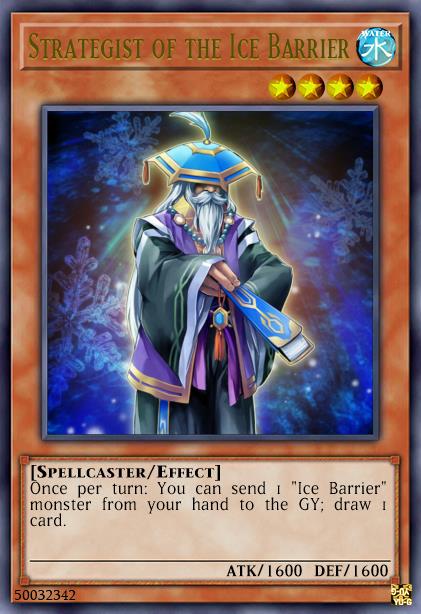 Strategist of the Ice Barrier
WATER
水
[Spellcaster/Effect]
Once per turn: You can send 1 "Ice Barrier"
monster from your hand to the GY; draw 1
card.
ATK/1600 DEF/1600
50032342